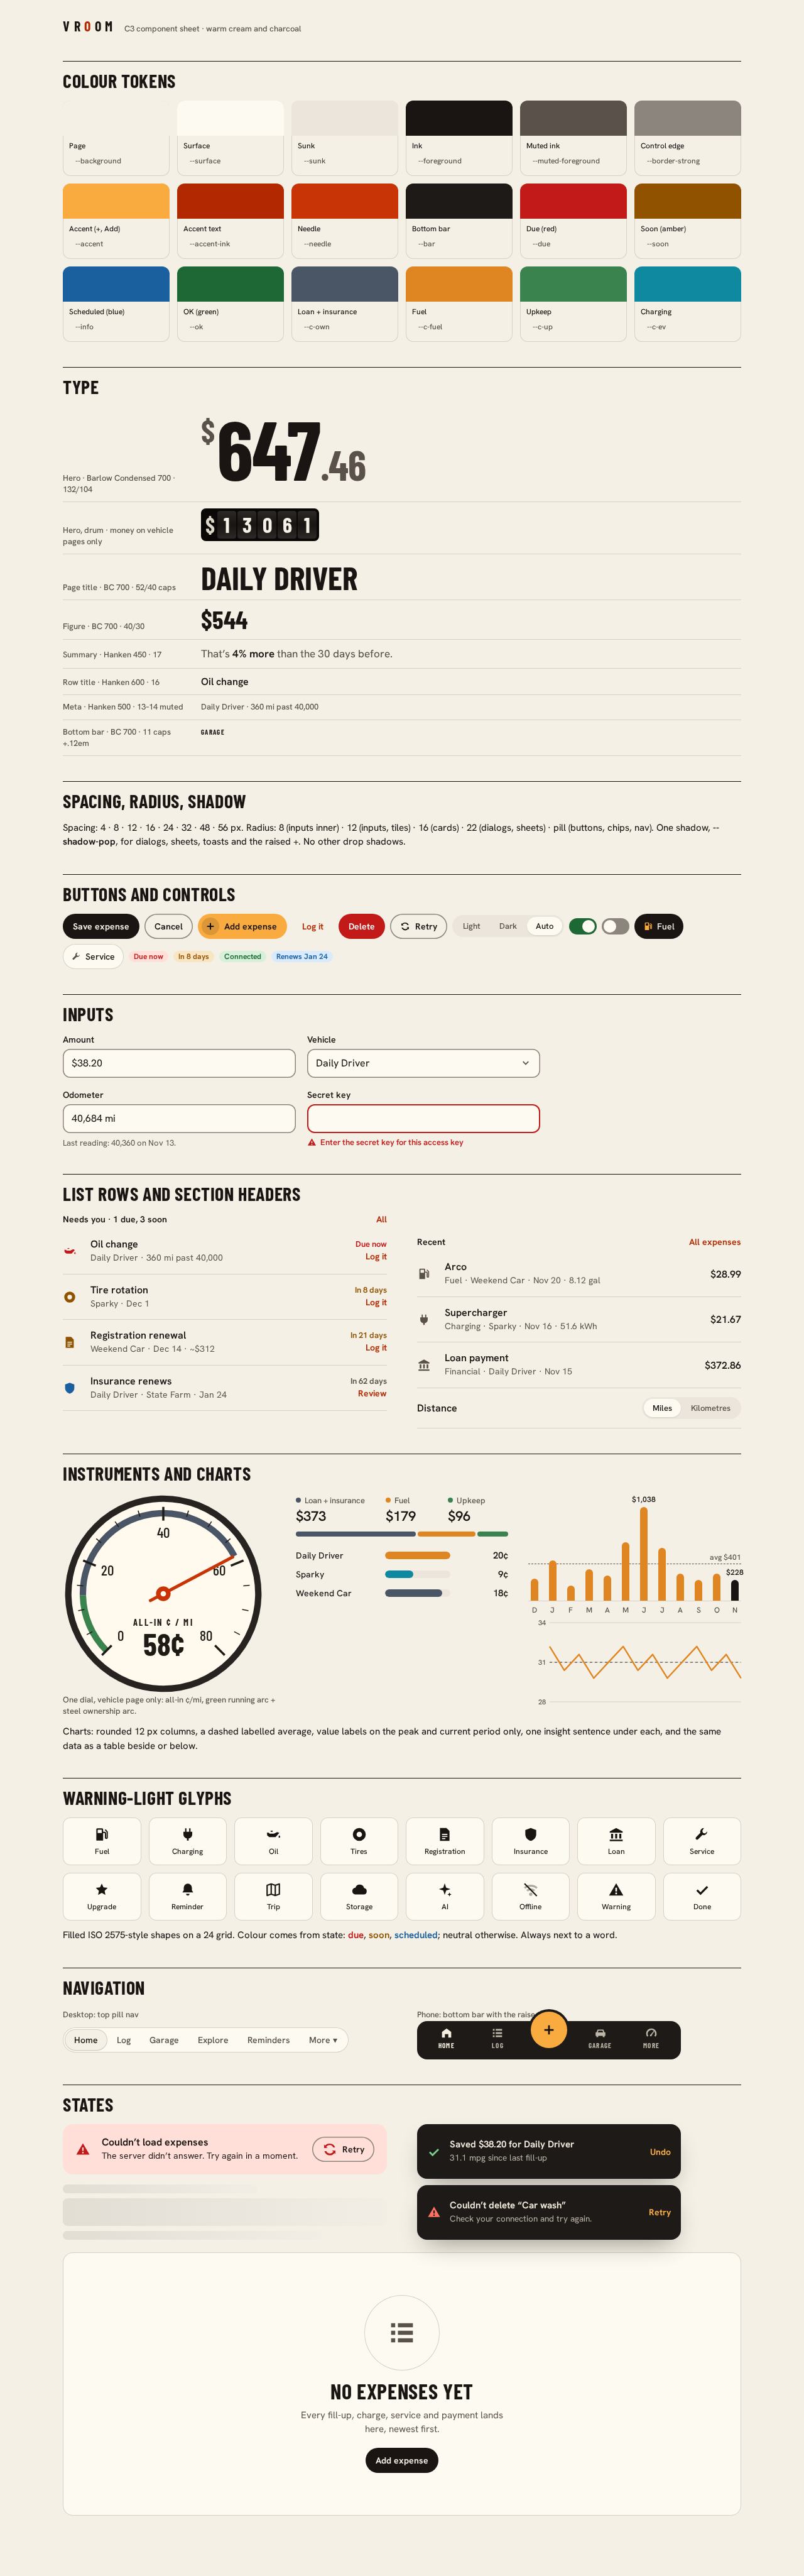 VROOM C3 component sheet · warm cream and charcoal
COLOUR TOKENS
Page
--background
Surface
--surface
Sunk
--sunk
Ink
--foreground
Muted ink
--muted-foreground
Control edge
--border-strong
Accent (+, Add)
--accent
Accent text
--accent-ink
Needle
--needle
Bottom bar
--bar
Due (red)
--due
Soon (amber)
--soon
Scheduled (blue)
--info
OK (green)
--ok
Loan + insurance
--c-own
Fuel
--c-fuel
Upkeep
--c-up
Charging
--c-ev
TYPE
Hero · Barlow Condensed 700 ·
132/104
$647.46
Hero, drum · money on vehicle
pages only
$13061
Page title · BC 700 · 52/40 caps
DAILY DRIVER
Figure · BC 700 · 40/30
$544
Summary · Hanken 450 · 17
That's 4% more than the 30 days before.
Row title · Hanken 600 · 16
Oil change
Meta · Hanken 500 · 13–14 muted
Daily Driver · 360 mi past 40,000
Bottom bar · BC 700 · 11 caps
+.12em
GARAGE
SPACING, RADIUS, SHADOW
Spacing: 4 · 8 · 12 · 16 · 24 · 32 · 48 · 56 px. Radius: 8 (inputs inner) · 12 (inputs, tiles) · 16 (cards) · 22 (dialogs, sheets) · pill (buttons, chips, nav). One shadow, --
shadow-pop, for dialogs, sheets, toasts and the raised +. No other drop shadows.
BUTTONS AND CONTROLS
Save expense
Cancel
+ Add expense
Log it
Delete
Retry
Light
Dark
Auto
Fuel
Service
Due now
In 8 days
Connected
Renews Jan 24
INPUTS
Amount
$38.20
Vehicle
Daily Driver
Odometer
40,684 mi
Last reading: 40,360 on Nov 13.
Secret key
Enter the secret key for this access key
LIST ROWS AND SECTION HEADERS
Needs you · 1 due, 3 soon
All
Oil change
Daily Driver · 360 mi past 40,000
Due now
Log it
Tire rotation
Sparky · Dec 1
In 8 days
Log it
Registration renewal
Weekend Car · Dec 14 · ~$312
In 21 days
Log it
Insurance renews
Daily Driver · State Farm · Jan 24
In 62 days
Review
Recent
All expenses
Arco
Fuel · Weekend Car · Nov 20 · 8.12 gal
$28.99
Supercharger
Charging · Sparky · Nov 16 · 51.6 kWh
$21.67
Loan payment
Financial · Daily Driver · Nov 15
$372.86
Distance
Miles
Kilometres
INSTRUMENTS AND CHARTS
0
20
40
60
80
ALL-IN ¢ / MI
58¢
One dial, vehicle page only: all-in ¢/mi, green running arc +
steel ownership arc.
Loan + insurance
$373
Fuel
$179
Upkeep
$96
Daily Driver 20¢
Sparky 9¢
Weekend Car 18¢
$1,038
avg $401
$228
D J F M A M J J A S O N
34
31
28
Charts: rounded 12 px columns, a dashed labelled average, value labels on the peak and current period only, one insight sentence under each, and the same
data as a table beside or below.
WARNING-LIGHT GLYPHS
Fuel
Charging
Oil
Tires
Registration
Insurance
Loan
Service
Upgrade
Reminder
Trip
Storage
AI
Offline
Warning
Done
Filled ISO 2575-style shapes on a 24 grid. Colour comes from state: due, soon, scheduled; neutral otherwise. Always next to a word.
NAVIGATION
Desktop: top pill nav
Home
Log
Garage
Explore
Reminders
More ▾
Phone: bottom bar with the raise
HOME
LOG
+
GARAGE
MORE
STATES
Couldn't load expenses
The server didn't answer. Try again in a moment.
Retry
Saved $38.20 for Daily Driver
31.1 mpg since last fill-up
Undo
Couldn't delete “Car wash”
Check your connection and try again.
Retry
NO EXPENSES YET
Every fill-up, charge, service and payment lands
here, newest first.
Add expense